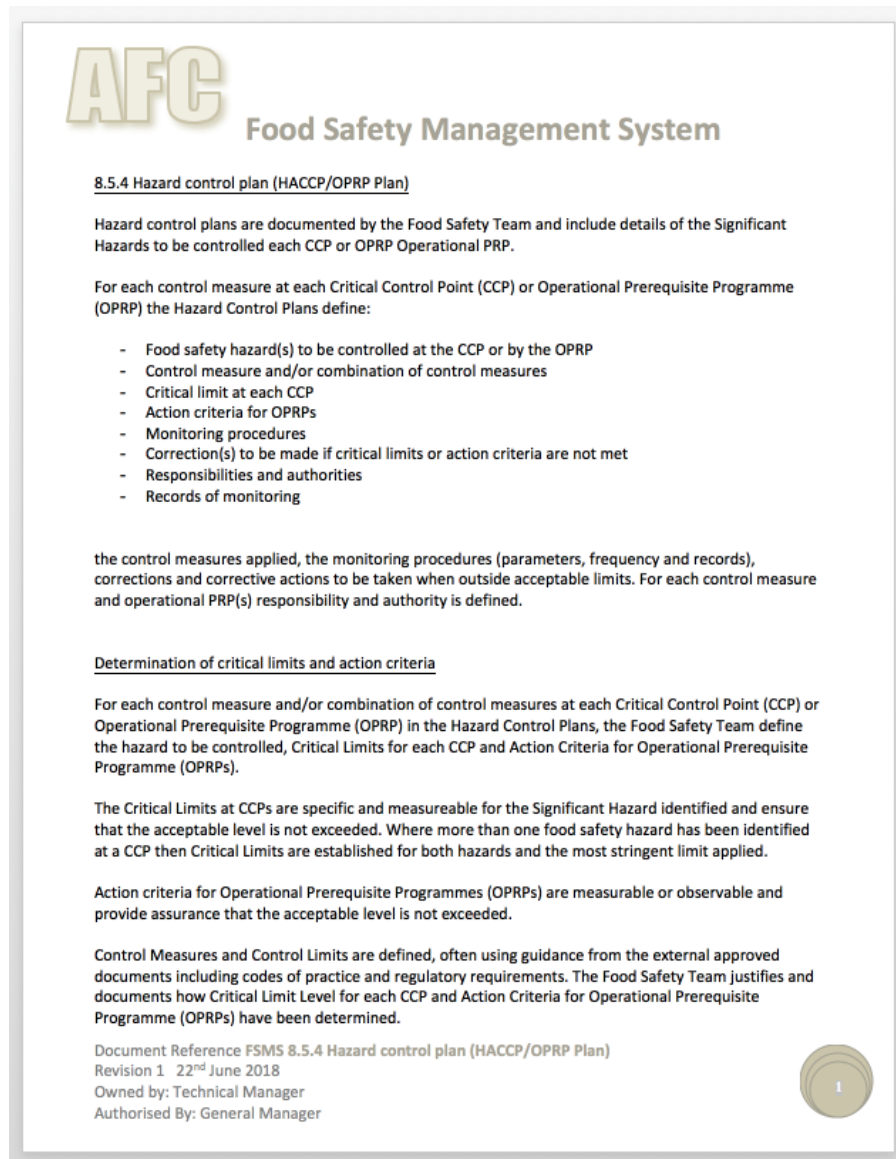 AFC
Food Safety Management System
8.5.4 Hazard control plan (HACCP/OPRP Plan)
Hazard control plans are documented by the Food Safety Team and include details of the Significant
Hazards to be controlled each CCP or OPRP Operational PRP.
For each control measure at each Critical Control Point (CCP) or Operational Prerequisite Programme
(OPRP) the Hazard Control Plans define:
- Food safety hazard(s) to be controlled at the CCP or by the OPRP
- Control measure and/or combination of control measures
- Critical limit at each CCP
- Action criteria for OPRPs
- Monitoring procedures
- Correction(s) to be made if critical limits or action criteria are not met
- Responsibilities and authorities
- Records of monitoring
the control measures applied, the monitoring procedures (parameters, frequency and records),
corrections and corrective actions to be taken when outside acceptable limits. For each control measure
and operational PRP(s) responsibility and authority is defined.
Determination of critical limits and action criteria
For each control measure and/or combination of control measures at each Critical Control Point (CCP) or
Operational Prerequisite Programme (OPRP) in the Hazard Control Plans, the Food Safety Team define
the hazard to be controlled, Critical Limits for each CCP and Action Criteria for Operational Prerequisite
Programme (OPRPs).
The Critical Limits at CCPs are specific and measureable for the Significant Hazard identified and ensure
that the acceptable level is not exceeded. Where more than one food safety hazard has been identified
at a CCP then Critical Limits are established for both hazards and the most stringent limit applied.
Action criteria for Operational Prerequisite Programmes (OPRPs) are measurable or observable and
provide assurance that the acceptable level is not exceeded.
Control Measures and Control Limits are defined, often using guidance from the external approved
documents including codes of practice and regulatory requirements. The Food Safety Team justifies and
documents how Critical Limit Level for each CCP and Action Criteria for Operational Prerequisite
Programme (OPRPs) have been determined.
Document Reference FSMS 8.5.4 Hazard control plan (HACCP/OPRP Plan)
Revision 1 22nd June 2018
Owned by: Technical Manager
Authorised By: General Manager
1